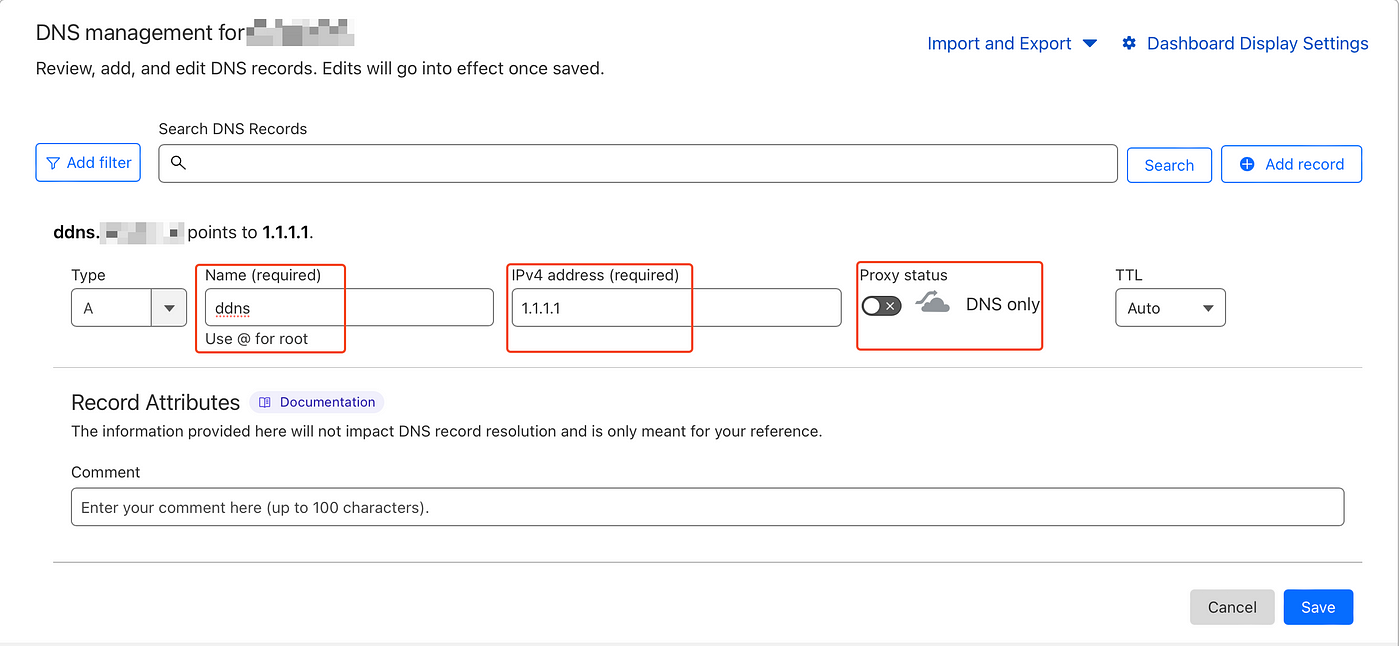 DNS management for
Import and Export
Dashboard Display Settings
Review, add, and edit DNS records. Edits will go into effect once saved.
Search DNS Records
Add filter
Search
Add record
ddns. points to 1.1.1.1.
Type
Name (required)
IPv4 address (required)
Proxy status
TTL
A
ddns
1.1.1.1
DNS only
Auto
Use @ for root
Record Attributes
Documentation
The information provided here will not impact DNS record resolution and is only meant for your reference.
Comment
Enter your comment here (up to 100 characters).
Cancel
Save